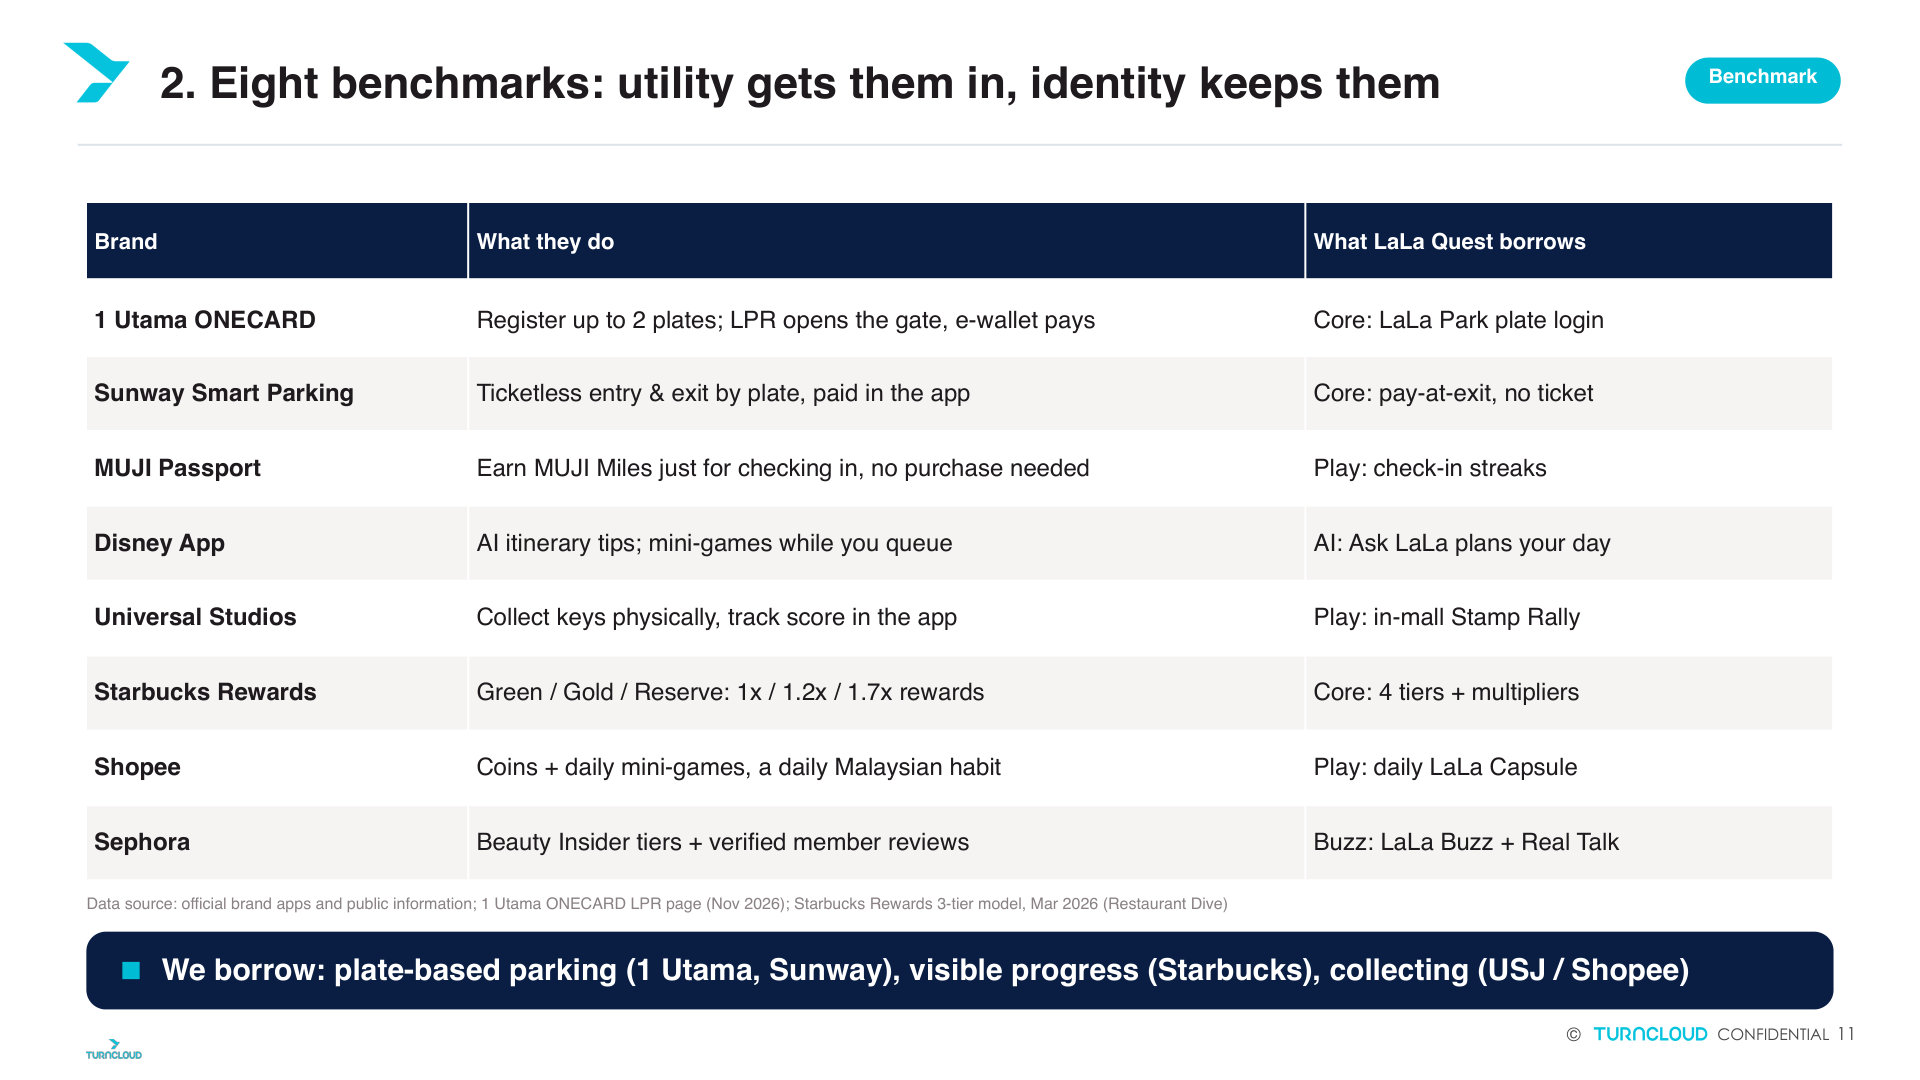 2. Eight benchmarks: utility gets them in, identity keeps them
Benchmark
Brand
What they do
What LaLa Quest borrows
1 Utama ONECARD
Register up to 2 plates; LPR opens the gate, e-wallet pays
Core: LaLa Park plate login
Sunway Smart Parking
Ticketless entry & exit by plate, paid in the app
Core: pay-at-exit, no ticket
MUJI Passport
Earn MUJI Miles just for checking in, no purchase needed
Play: check-in streaks
Disney App
AI itinerary tips; mini-games while you queue
AI: Ask LaLa plans your day
Universal Studios
Collect keys physically, track score in the app
Play: in-mall Stamp Rally
Starbucks Rewards
Green / Gold / Reserve: 1x / 1.2x / 1.7x rewards
Core: 4 tiers + multipliers
Shopee
Coins + daily mini-games, a daily Malaysian habit
Play: daily LaLa Capsule
Sephora
Beauty Insider tiers + verified member reviews
Buzz: LaLa Buzz + Real Talk
Data source: official brand apps and public information; 1 Utama ONECARD LPR page (Nov 2026); Starbucks Rewards 3-tier model, Mar 2026 (Restaurant Dive)
We borrow: plate-based parking (1 Utama, Sunway), visible progress (Starbucks), collecting (USJ / Shopee)
TURNCLOUD
© TURNCLOUD CONFIDENTIAL 11